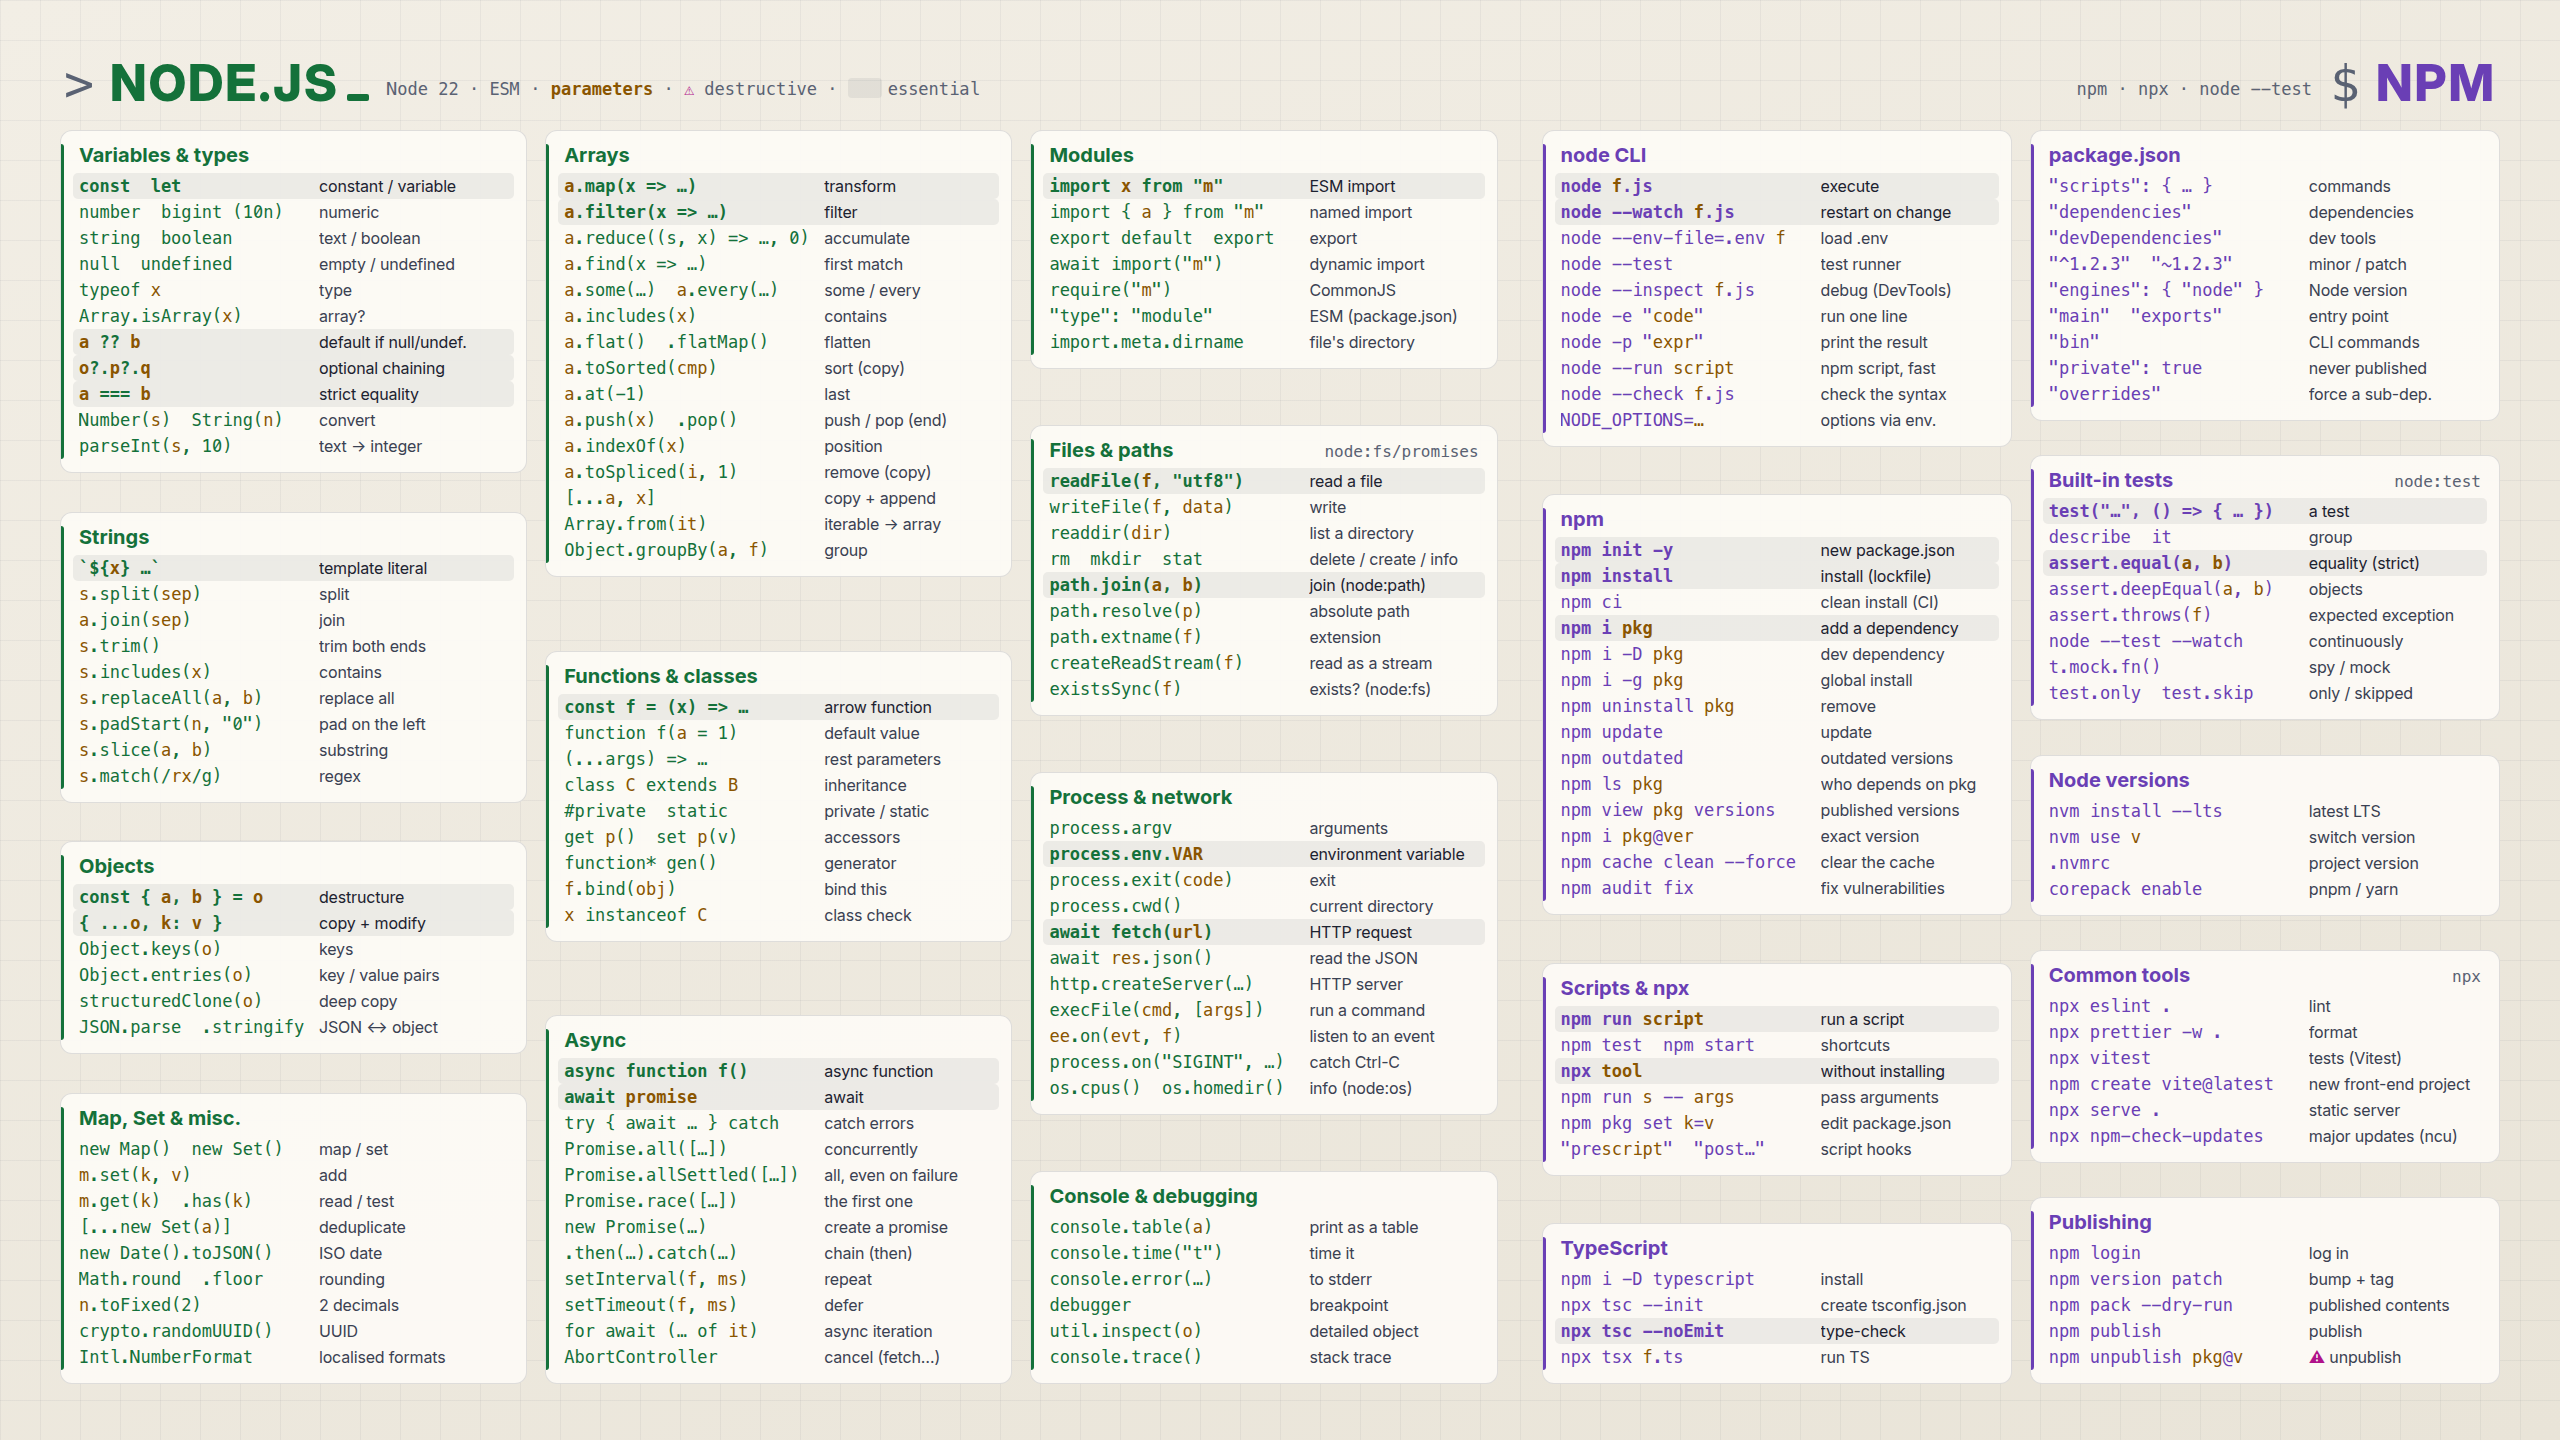 > NODE.JS_ Node 22 · ESM · parameters · ⚠ destructive · essential
npm · npx · node --test $ NPM
Variables & types
const let constant / variable
number bigint (10n) numeric
string boolean text / boolean
null undefined empty / undefined
typeof x type
Array.isArray(x) array?
a ?? b default if null/undef.
o?.p?.q optional chaining
a === b strict equality
Number(s) String(n) convert
parseInt(s, 10) text → integer
Strings
`${x} …` template literal
s.split(sep) split
a.join(sep) join
s.trim() trim both ends
s.includes(x) contains
s.replaceAll(a, b) replace all
s.padStart(n, "0") pad on the left
s.slice(a, b) substring
s.match(/rx/g) regex
Objects
const { a, b } = o destructure
{ ...o, k: v } copy + modify
Object.keys(o) keys
Object.entries(o) key / value pairs
structuredClone(o) deep copy
JSON.parse .stringify JSON ↔ object
Map, Set & misc.
new Map() new Set() map / set
m.set(k, v) add
m.get(k) .has(k) read / test
[...new Set(a)] deduplicate
new Date().toJSON() ISO date
Math.round .floor rounding
n.toFixed(2) 2 decimals
crypto.randomUUID() UUID
Intl.NumberFormat localised formats
Arrays
a.map(x => …) transform
a.filter(x => …) filter
a.reduce((s, x) => …, 0) accumulate
a.find(x => …) first match
a.some(…) a.every(…) some / every
a.includes(x) contains
a.flat() .flatMap() flatten
a.toSorted(cmp) sort (copy)
a.at(-1) last
a.push(x) .pop() push / pop (end)
a.indexOf(x) position
a.toSpliced(i, 1) remove (copy)
[...a, x] copy + append
Array.from(it) iterable → array
Object.groupBy(a, f) group
Functions & classes
const f = (x) => … arrow function
function f(a = 1) default value
(...args) => … rest parameters
class C extends B inheritance
#private static private / static
get p() set p(v) accessors
function* gen() generator
f.bind(obj) bind this
x instanceof C class check
Async
async function f() async function
await promise await
try { await … } catch catch errors
Promise.all([…]) concurrently
Promise.allSettled([…]) all, even on failure
Promise.race([…]) the first one
new Promise(…) create a promise
.then(…).catch(…) chain (then)
setInterval(f, ms) repeat
setTimeout(f, ms) defer
for await (… of it) async iteration
AbortController cancel (fetch…)
Modules
import x from "m" ESM import
import { a } from "m" named import
export default export export
await import("m") dynamic import
require("m") CommonJS
"type": "module" ESM (package.json)
import.meta.dirname file's directory
Files & paths node:fs/promises
readFile(f, "utf8") read a file
writeFile(f, data) write
readdir(dir) list a directory
rm mkdir stat delete / create / info
path.join(a, b) join (node:path)
path.resolve(p) absolute path
path.extname(f) extension
createReadStream(f) read as a stream
existsSync(f) exists? (node:fs)
Process & network
process.argv arguments
process.env.VAR environment variable
process.exit(code) exit
process.cwd() current directory
await fetch(url) HTTP request
await res.json() read the JSON
http.createServer(…) HTTP server
execFile(cmd, [args]) run a command
ee.on(evt, f) listen to an event
process.on("SIGINT", …) catch Ctrl-C
os.cpus() os.homedir() info (node:os)
Console & debugging
console.table(a) print as a table
console.time("t") time it
console.error(…) to stderr
debugger breakpoint
util.inspect(o) detailed object
console.trace() stack trace
node CLI
node f.js execute
node --watch f.js restart on change
node --env-file=.env f load .env
node --test test runner
node --inspect f.js debug (DevTools)
node -e "code" run one line
node -p "expr" print the result
node --run script npm script, fast
node --check f.js check the syntax
NODE_OPTIONS=… options via env.
npm
npm init -y new package.json
npm install install (lockfile)
npm ci clean install (CI)
npm i pkg add a dependency
npm i -D pkg dev dependency
npm i -g pkg global install
npm uninstall pkg remove
npm update update
npm outdated outdated versions
npm ls pkg who depends on pkg
npm view pkg versions published versions
npm i pkg@ver exact version
npm cache clean --force clear the cache
npm audit fix fix vulnerabilities
Scripts & npx
npm run script run a script
npm test npm start shortcuts
npx tool without installing
npm run s -- args pass arguments
npm pkg set k=v edit package.json
"prescript" "post…" script hooks
TypeScript
npm i -D typescript install
npx tsc --init create tsconfig.json
npx tsc --noEmit type-check
npx tsx f.ts run TS
package.json
"scripts": { … } commands
"dependencies" dependencies
"devDependencies" dev tools
"^1.2.3" "~1.2.3" minor / patch
"engines": { "node" } Node version
"main" "exports" entry point
"bin" CLI commands
"private": true never published
"overrides" force a sub-dep.
Built-in tests node:test
test("…", () => { … }) a test
describe it group
assert.equal(a, b) equality (strict)
assert.deepEqual(a, b) objects
assert.throws(f) expected exception
node --test --watch continuously
t.mock.fn() spy / mock
test.only test.skip only / skipped
Node versions
nvm install --lts latest LTS
nvm use v switch version
.nvmrc project version
corepack enable pnpm / yarn
Common tools npx
npx eslint . lint
npx prettier -w . format
npx vitest tests (Vitest)
npm create vite@latest new front-end project
npx serve . static server
npx npm-check-updates major updates (ncu)
Publishing
npm login log in
npm version patch bump + tag
npm pack --dry-run published contents
npm publish publish
npm unpublish pkg@v ⚠ unpublish